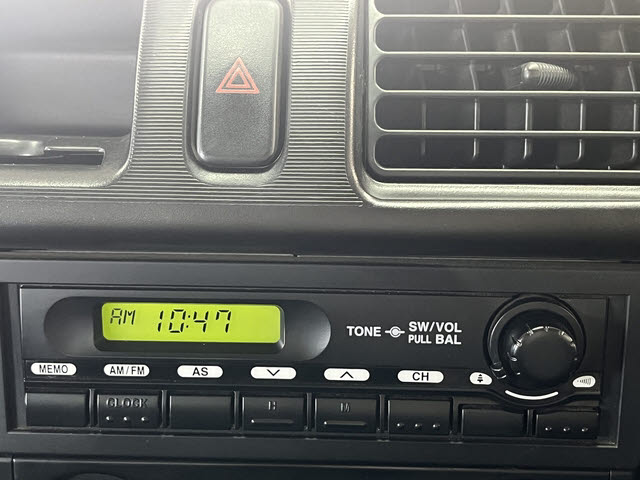 AM 10:47
TONE SW/VOL
PULL BAL
MEMO AM/FM AS CH
CLOCK H M